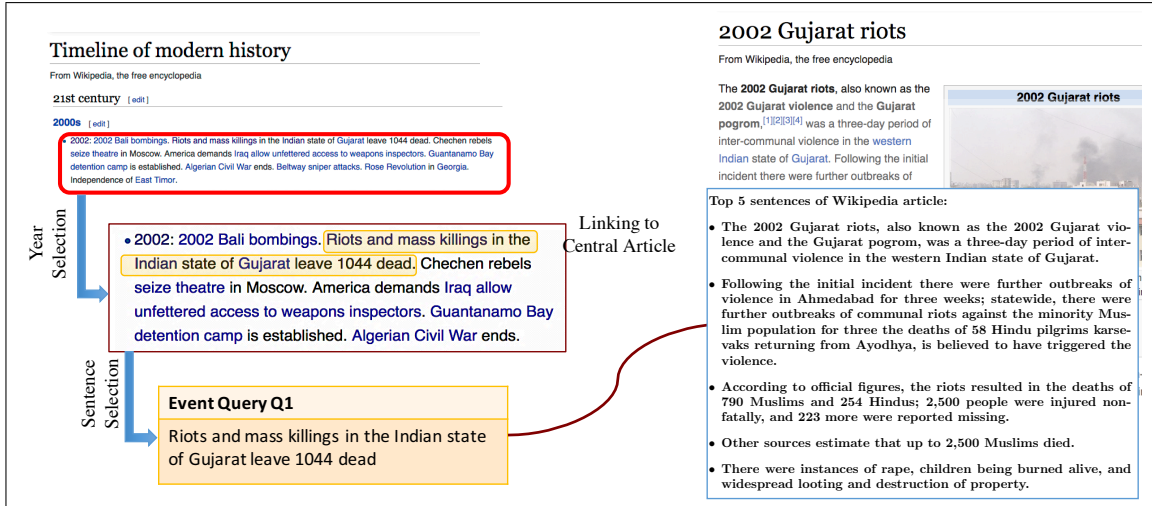 Timeline of modern history
From Wikipedia, the free encyclopedia
21st century [edit]
2000s [edit]
• 2002: 2002 Bali bombings. Riots and mass killings in the Indian state of Gujarat leave 1044 dead. Chechen rebels
seize theatre in Moscow. America demands Iraq allow unfettered access to weapons inspectors. Guantanamo Bay
detention camp is established. Algerian Civil War ends. Beltway sniper attacks. Rose Revolution in Georgia.
Independence of East Timor.
Year
Selection
• 2002: 2002 Bali bombings. Riots and mass killings in the
Indian state of Gujarat leave 1044 dead. Chechen rebels
seize theatre in Moscow. America demands Iraq allow
unfettered access to weapons inspectors. Guantanamo Bay
detention camp is established. Algerian Civil War ends.
Sentence
Selection
Event Query Q1
Riots and mass killings in the Indian state
of Gujarat leave 1044 dead
Linking to
Central Article
2002 Gujarat riots
From Wikipedia, the free encyclopedia
The 2002 Gujarat riots, also known as the
2002 Gujarat violence and the Gujarat
pogrom,[1][2][3][4] was a three-day period of
inter-communal violence in the western
Indian state of Gujarat. Following the initial
incident there were further outbreaks of
2002 Gujarat riots
Top 5 sentences of Wikipedia article:
• The 2002 Gujarat riots, also known as the 2002 Gujarat vio-
lence and the Gujarat pogrom, was a three-day period of inter-
communal violence in the western Indian state of Gujarat.
• Following the initial incident there were further outbreaks of
violence in Ahmedabad for three weeks; statewide, there were
further outbreaks of communal riots against the minority Mus-
lim population for three the deaths of 58 Hindu pilgrims karse-
vaks returning from Ayodhya, is believed to have triggered the
violence.
• According to official figures, the riots resulted in the deaths of
790 Muslims and 254 Hindus; 2,500 people were injured non-
fatally, and 223 more were reported missing.
• Other sources estimate that up to 2,500 Muslims died.
• There were instances of rape, children being burned alive, and
widespread looting and destruction of property.